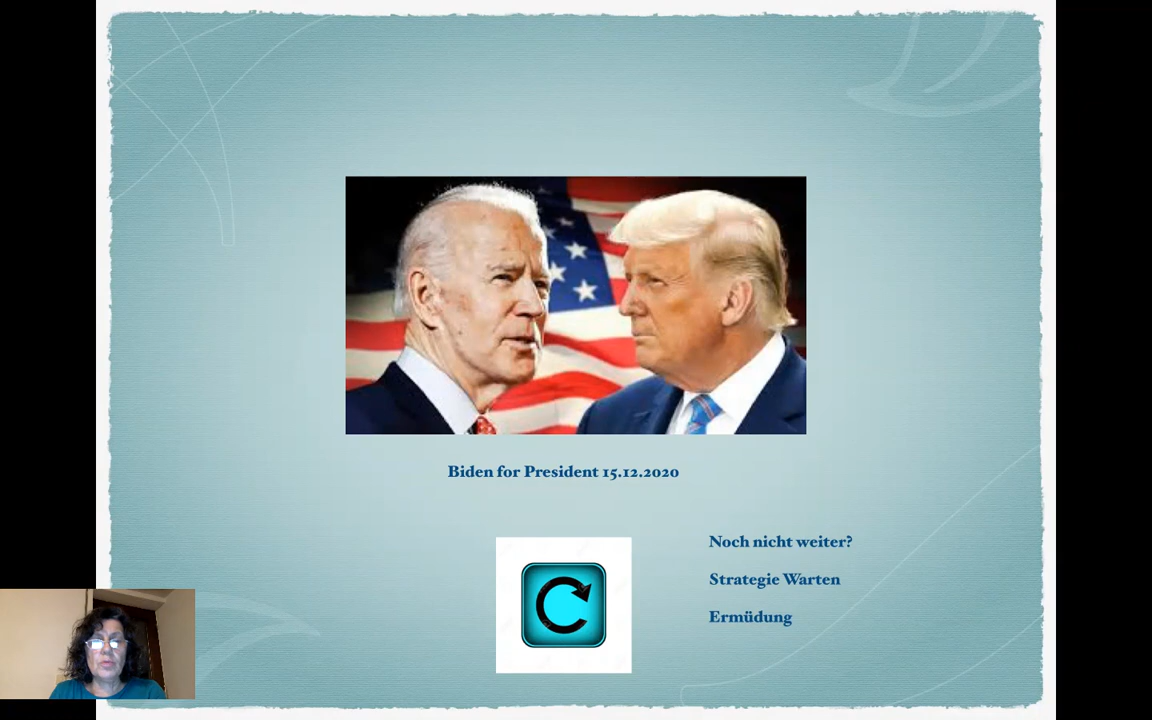 Biden for President 15.12.2020
Noch nicht weiter?
Strategie Warten
Ermüdung